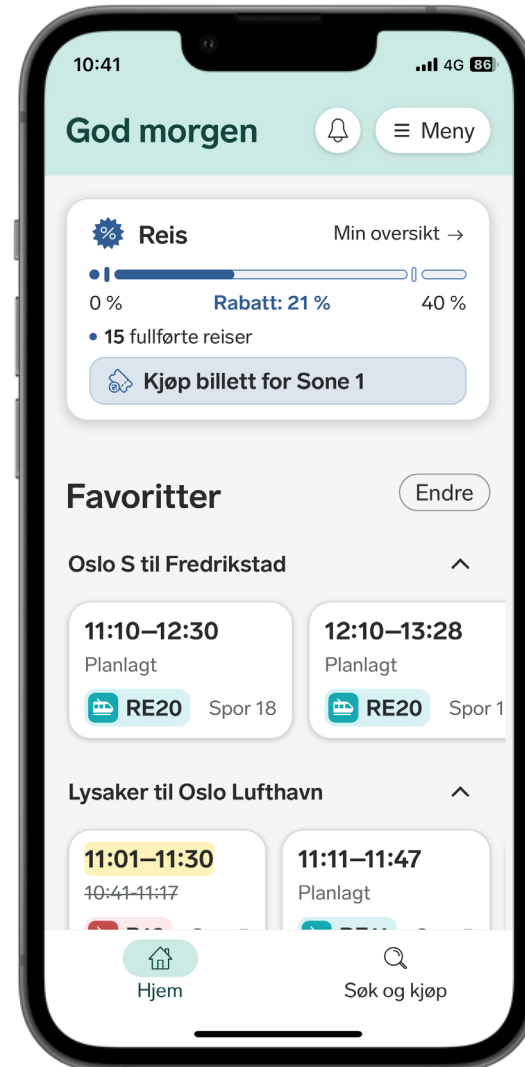 10:41
4G 86
God morgen
Meny
% Reis
Min oversikt →
0 % Rabatt: 21 % 40 %
• 15 fullførte reiser
Kjøp billett for Sone 1
Favoritter
Endre
Oslo S til Fredrikstad
11:10–12:30
Planlagt
RE20 Spor 18
12:10–13:28
Planlagt
RE20 Spor 1
Lysaker til Oslo Lufthavn
11:01–11:30
10:41-11:17
11:11–11:47
Planlagt
Hjem
Søk og kjøp